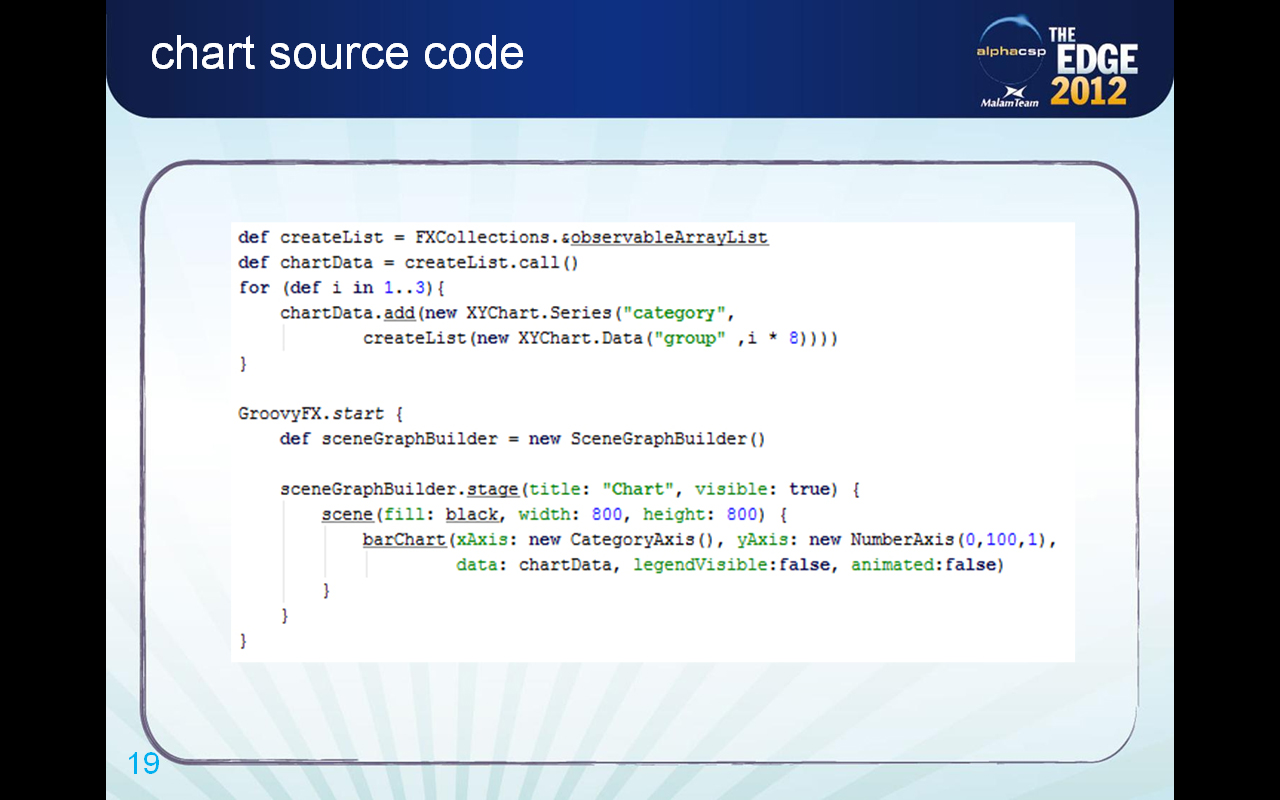 chart source code
alphacsp
THE
EDGE
2012
MalamTeam
def createList = FXCollections.&observableArrayList
def chartData = createList.call()
for (def i in 1..3){
    chartData.add(new XYChart.Series("category",
            createList(new XYChart.Data("group" ,i * 8))))
}
GroovyFX.start {
    def sceneGraphBuilder = new SceneGraphBuilder()
    sceneGraphBuilder.stage(title: "Chart", visible: true) {
        scene(fill: black, width: 800, height: 800) {
            barChart(xAxis: new CategoryAxis(), yAxis: new NumberAxis(0,100,1),
                     data: chartData, legendVisible:false, animated:false)
        }
    }
}
19